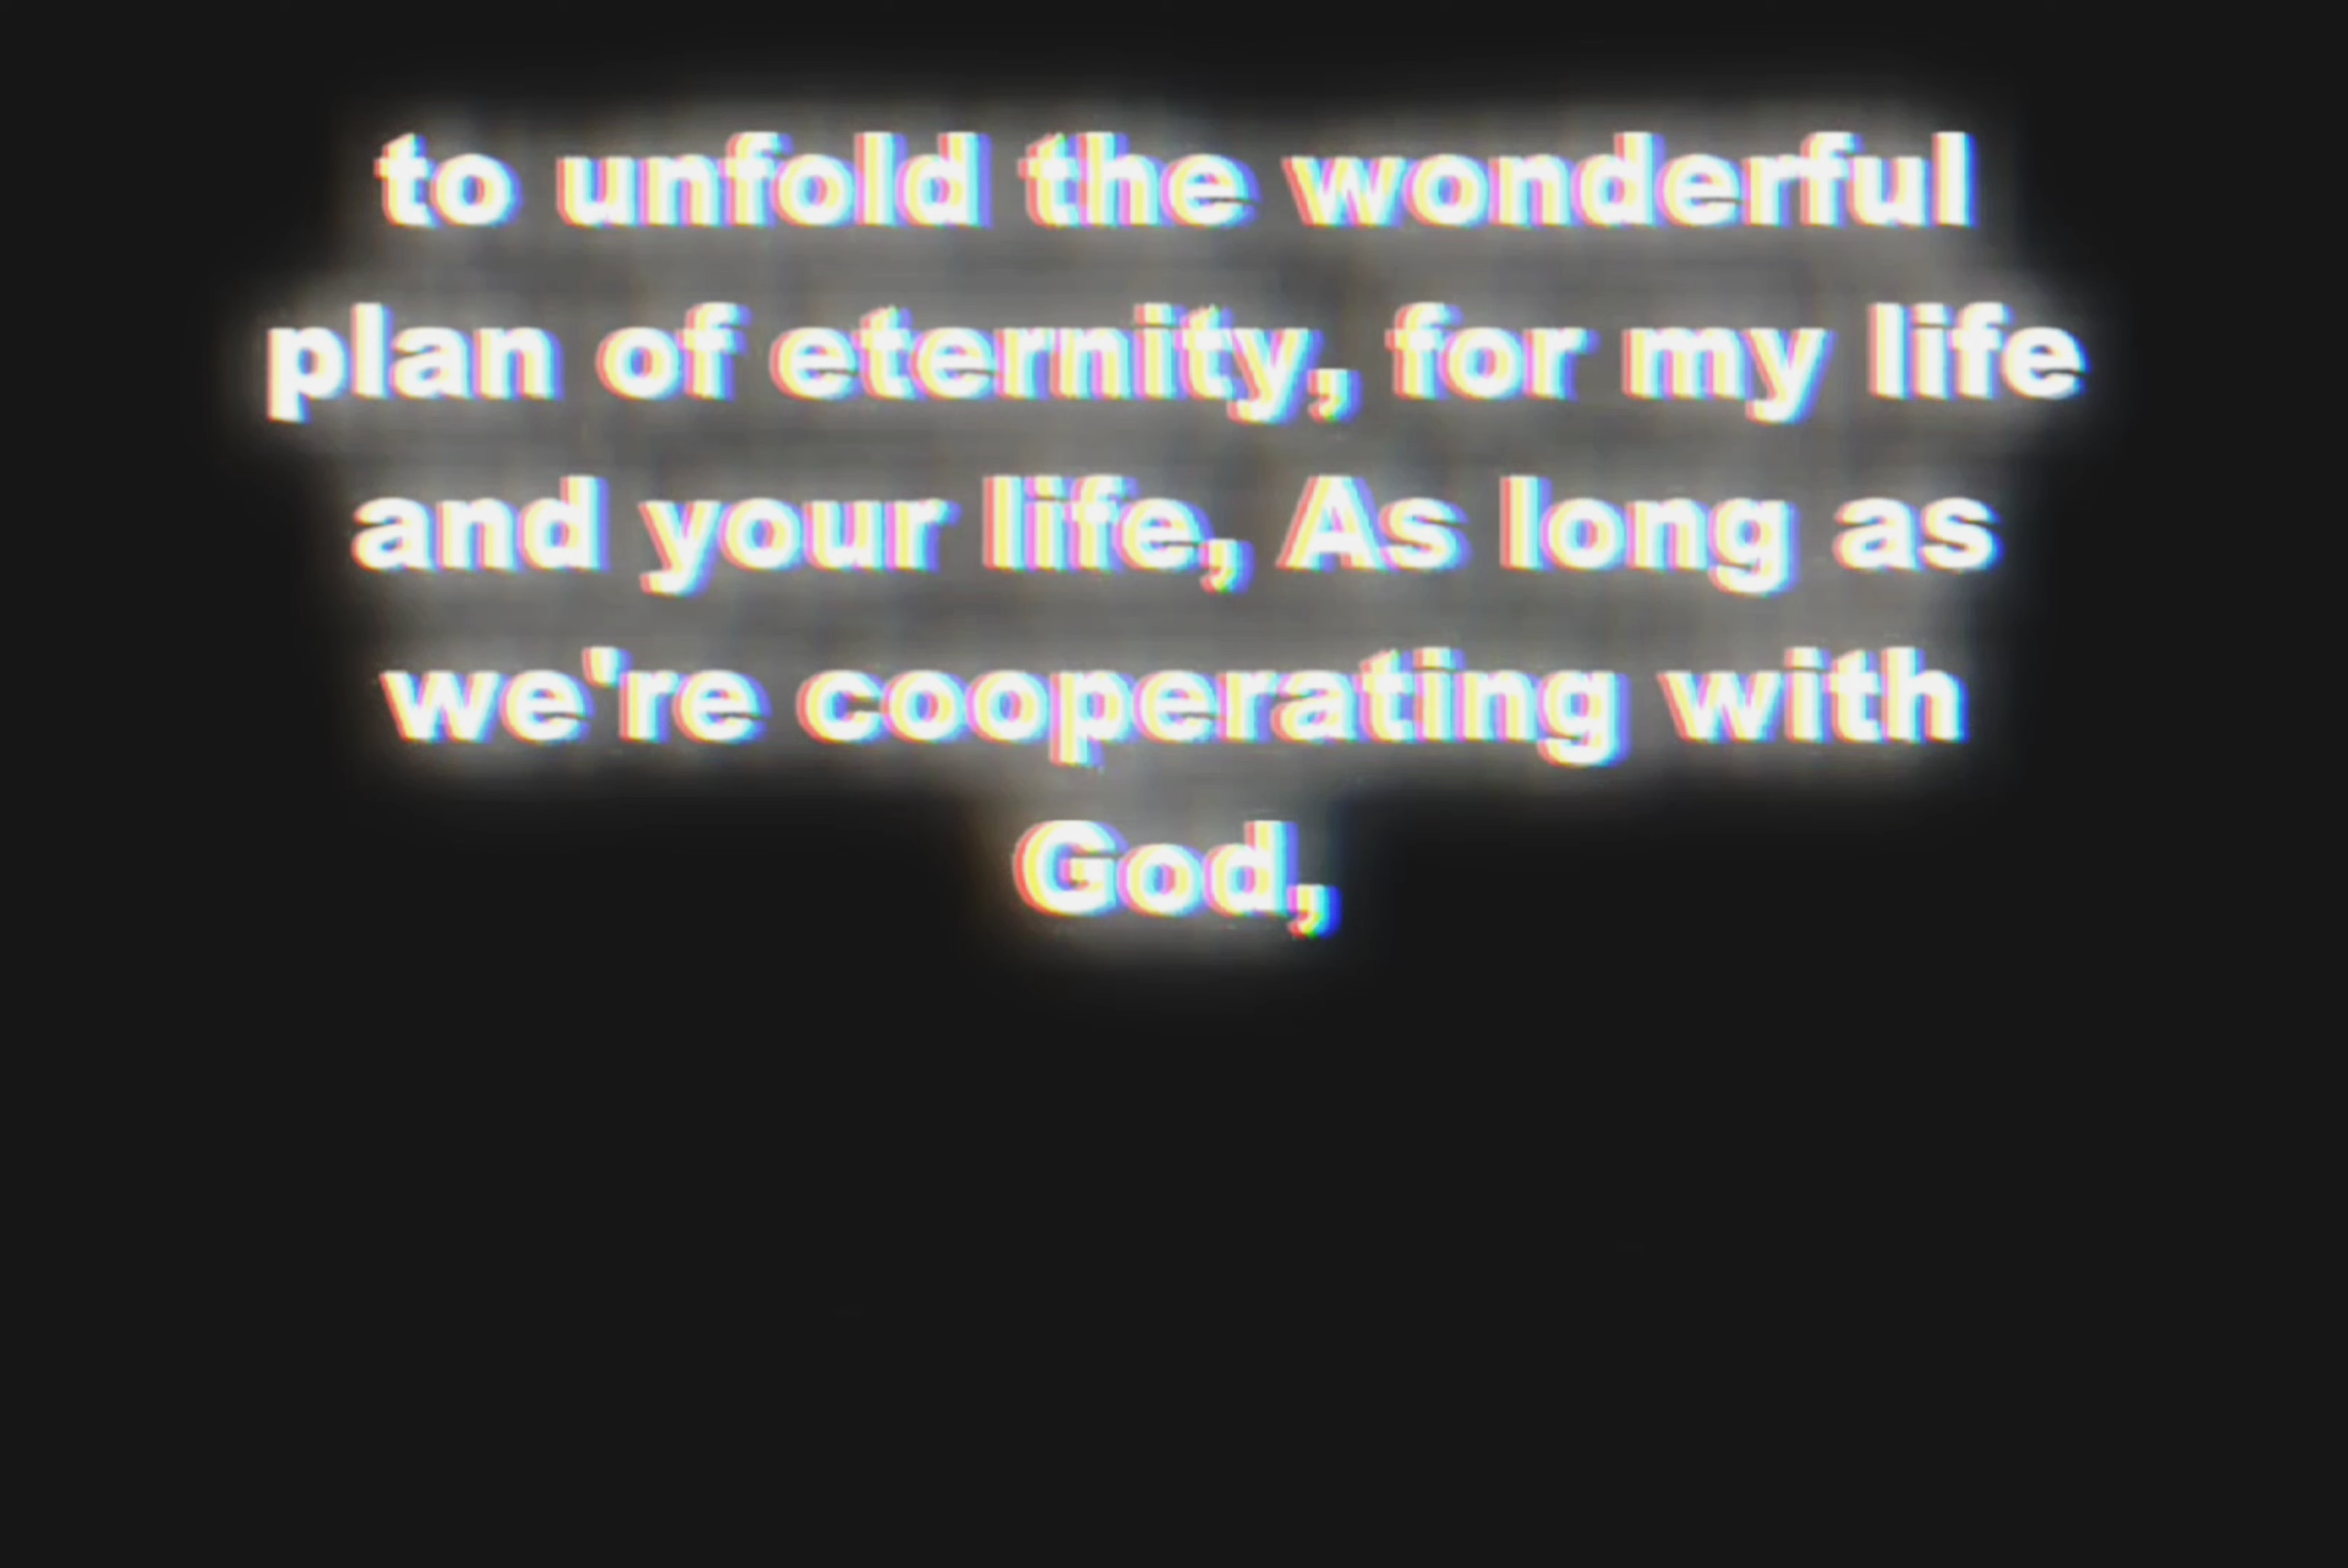 to unfold the wonderful
plan of eternity, for my life
and your life, As long as
we're cooperating with
God,